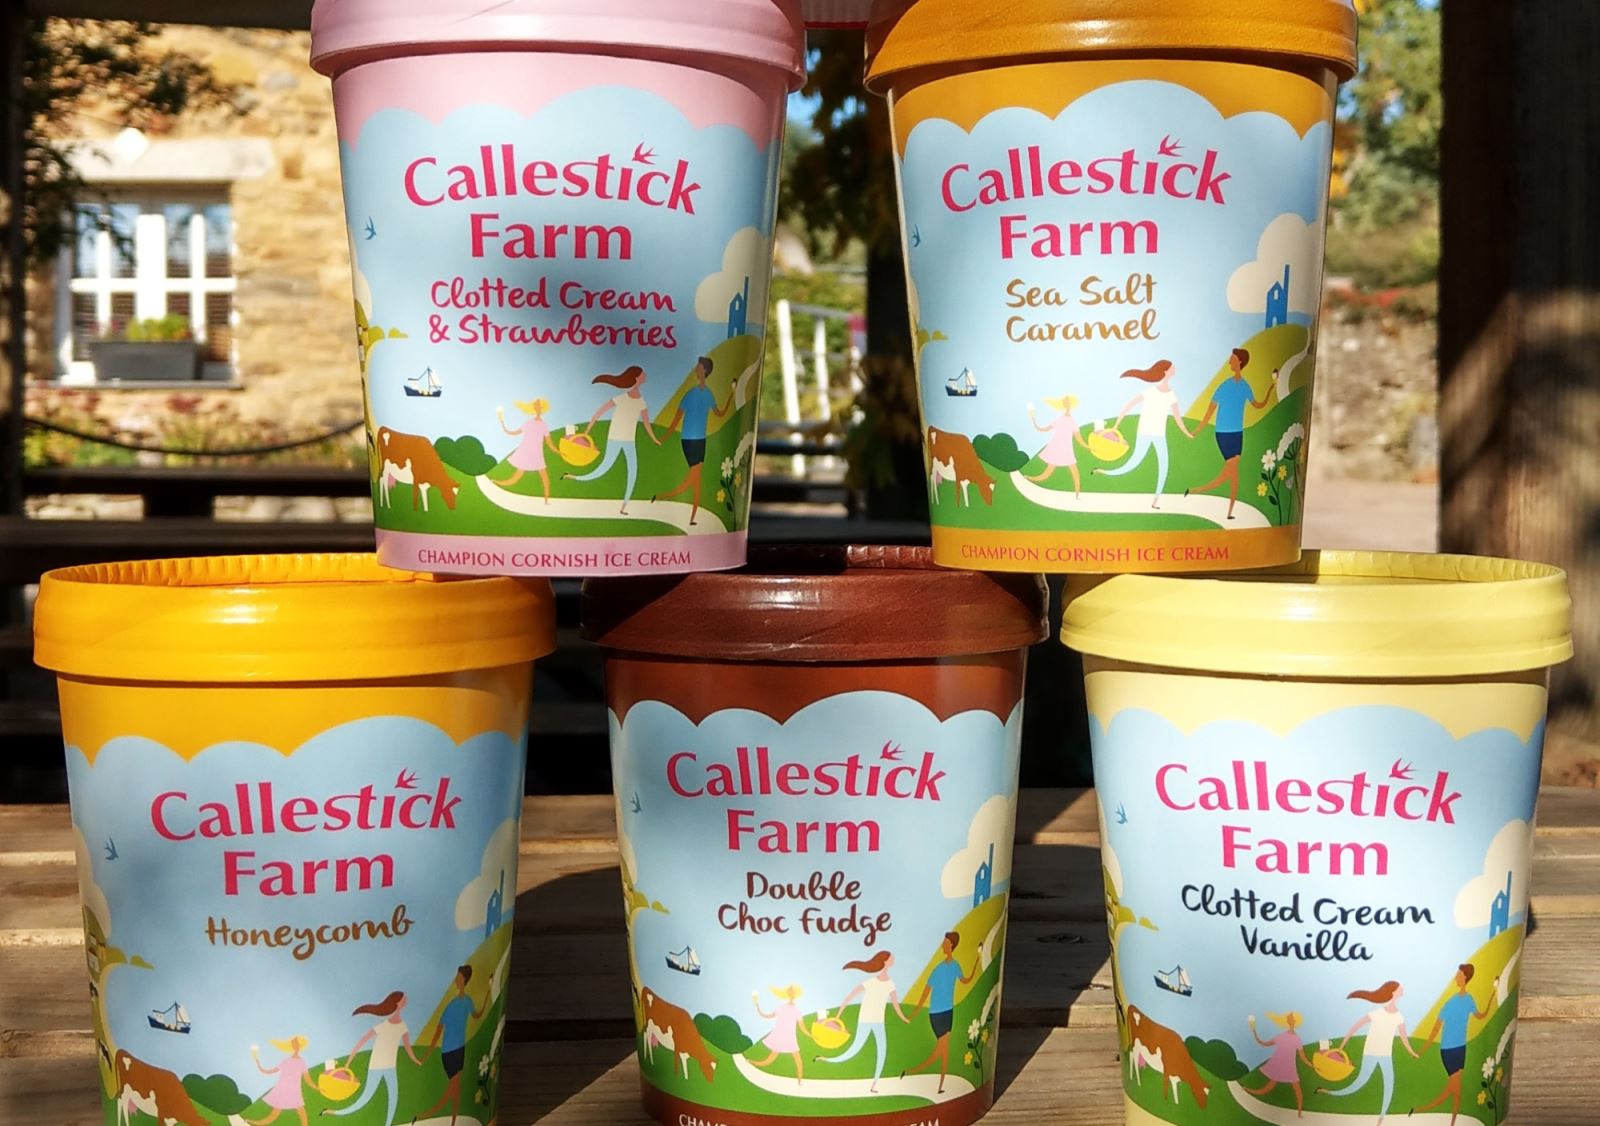 Callestick
Farm
Clotted Cream
& Strawberries
CHAMPION CORNISH ICE CREAM
Callestick
Farm
Sea Salt
Caramel
CHAMPION CORNISH ICE CREAM
Callestick
Farm
Honeycomb
Callestick
Farm
Double
Choc Fudge
Callestick
Farm
Clotted Cream
Vanilla